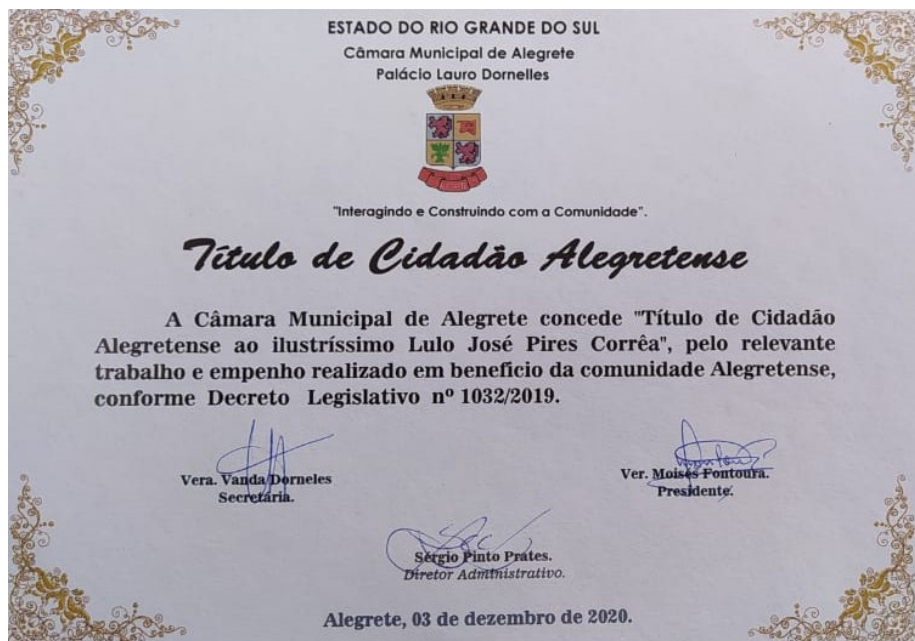 ESTADO DO RIO GRANDE DO SUL
Câmara Municipal de Alegrete
Palácio Lauro Dornelles
"Interagindo e Construindo com a Comunidade".
Título de Cidadão Alegretense
A Câmara Municipal de Alegrete concede "Título de Cidadão
Alegretense ao ilustríssimo Lulo José Pires Corrêa", pelo relevante
trabalho e empenho realizado em beneficio da comunidade Alegretense,
conforme Decreto Legislativo nº 1032/2019.
Vera. Vanda Dorneles
Secretária.
Ver. Moisés Fontoura.
Presidente.
Sérgio Pinto Prates.
Diretor Administrativo.
Alegrete, 03 de dezembro de 2020.